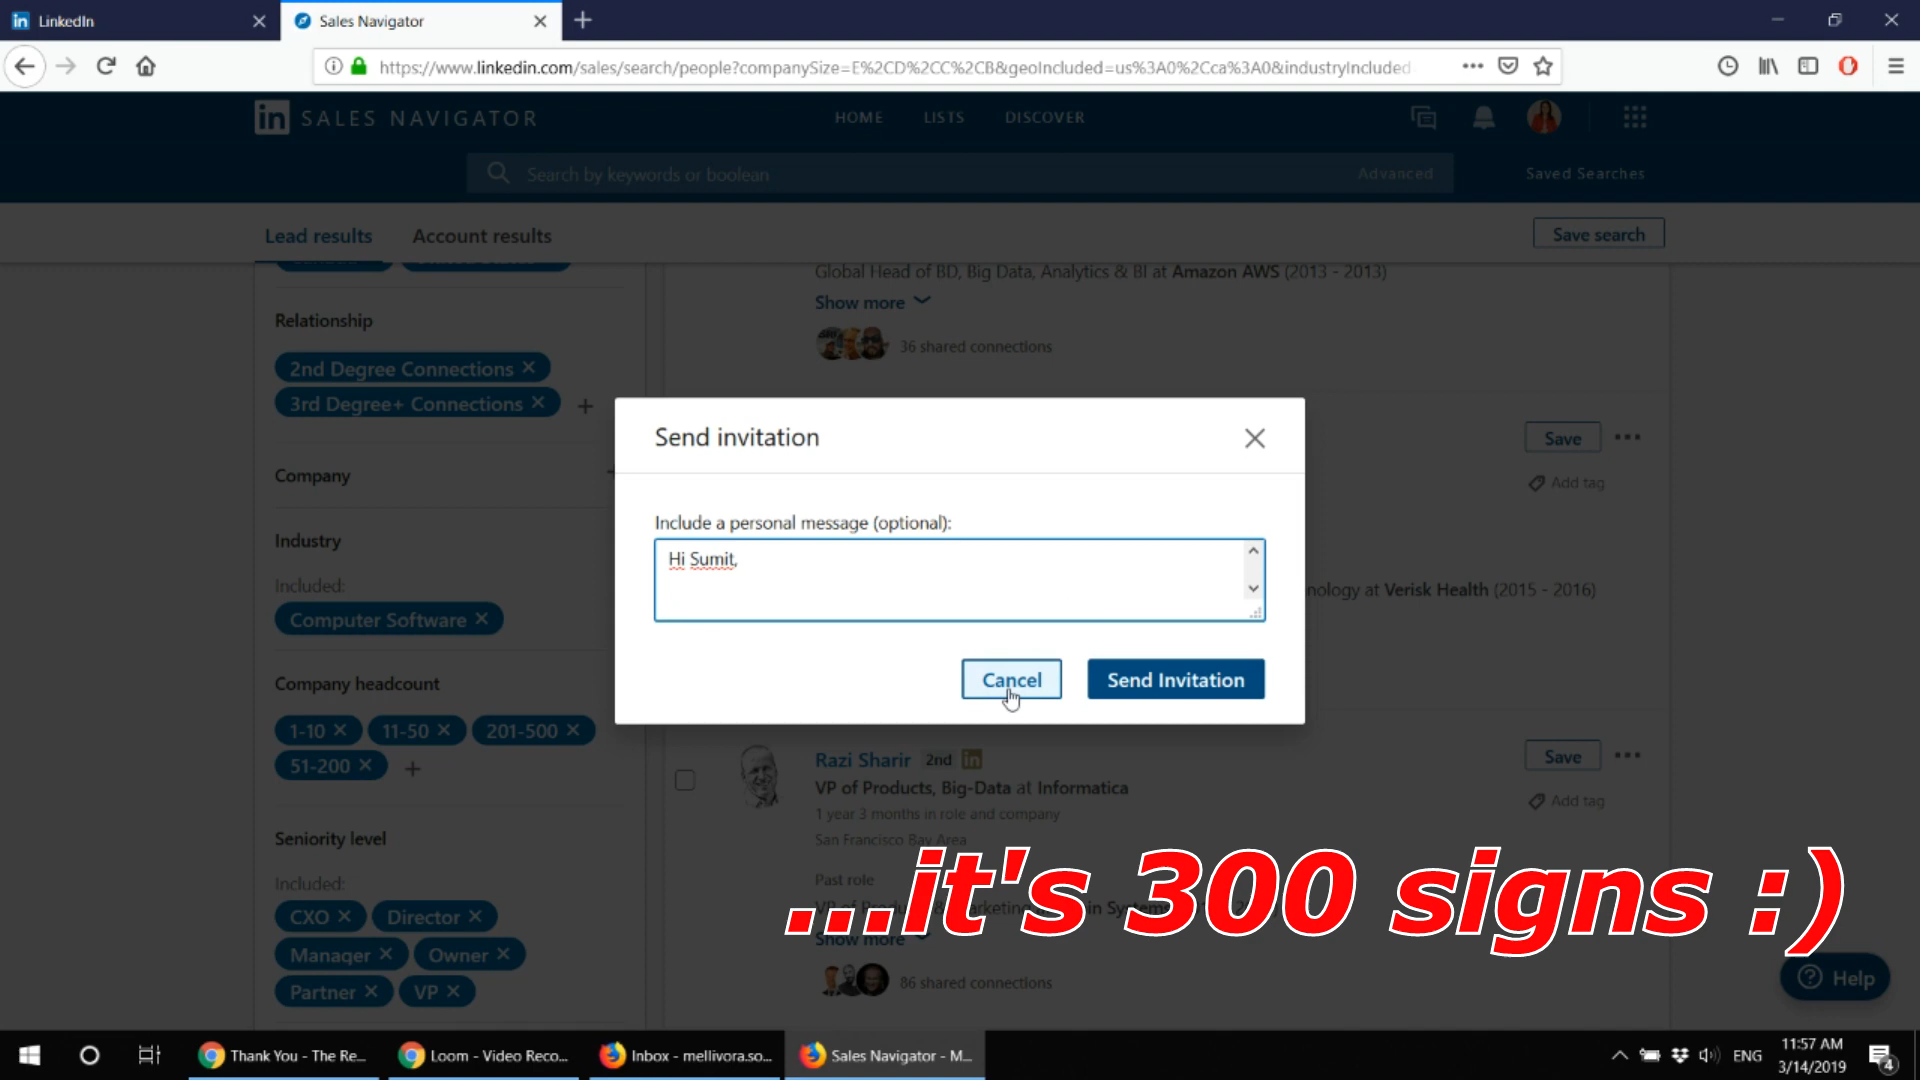 LinkedIn
Sales Navigator
https://www.linkedin.com/sales/search/people?companySize=E%2CD%2CC%2CB&geoIncluded=us%3A0%2Cca%3A0&industryIncluded
in SALES NAVIGATOR
HOME LISTS DISCOVER
Search by keywords or boolean
Advanced
Saved Searches
Lead results
Account results
Save search
Global Head of BD, Big Data, Analytics & BI at Amazon AWS (2013 - 2013)
Show more
36 shared connections
Relationship
2nd Degree Connections
3rd Degree+ Connections
Company
Industry
Included:
Computer Software
Company headcount
1-10 11-50 201-500
51-200
Seniority level
Included:
CXO Director
Manager Owner
Partner VP
Send invitation
Include a personal message (optional):
Hi Sumit,
Cancel
Send Invitation
Save
Add tag
nology at Verisk Health (2015 - 2016)
Razi Sharir 2nd in
VP of Products, Big-Data at Informatica
1 year 3 months in role and company
San Francisco Bay Area
Past role
Show more
86 shared connections
Save
Add tag
...it's 300 signs :)
Help
Thank You - The Re...
Loom - Video Reco...
Inbox - mellivora.so...
Sales Navigator - M...
ENG
11:57 AM
3/14/2019
4